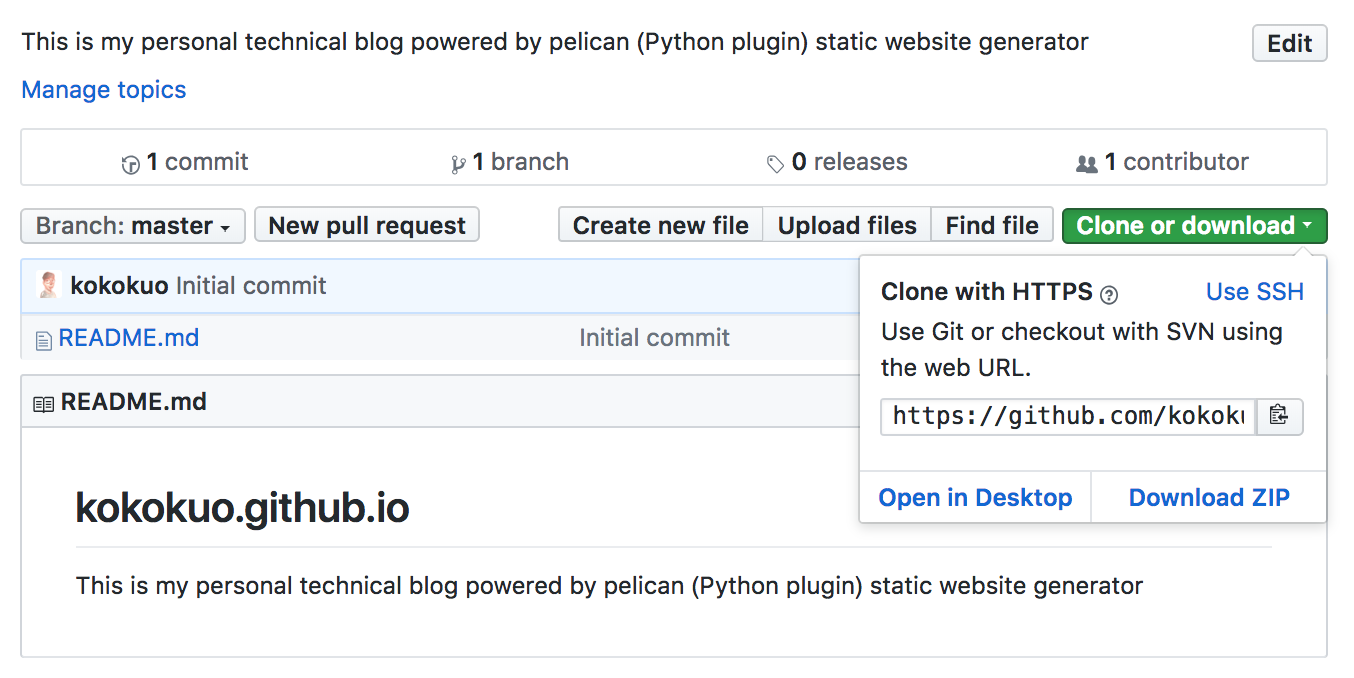 This is my personal technical blog powered by pelican (Python plugin) static website generator
Edit
Manage topics
1 commit
1 branch
0 releases
1 contributor
Branch: master
New pull request
Create new file
Upload files
Find file
Clone or download
kokokuo Initial commit
README.md
Initial commit
Clone with HTTPS ?
Use SSH
Use Git or checkout with SVN using
the web URL.
https://github.com/kokoku
Open in Desktop
Download ZIP
README.md
kokokuo.github.io
This is my personal technical blog powered by pelican (Python plugin) static website generator